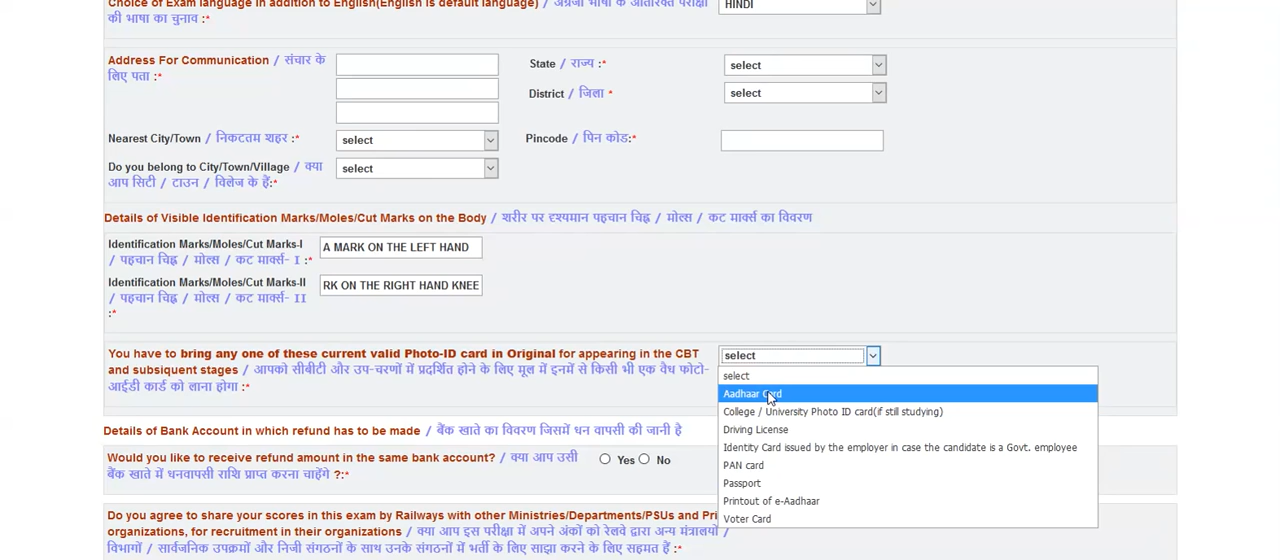 Choice of Exam language in addition to English(English is default language) / अंग्रेजी भाषा के अतिरिक्त परीक्षा
की भाषा का चुनाव :*
HINDI
Address For Communication / संचार के
लिए पता :*
State / राज्य :*
select
District / जिला *
select
Nearest City/Town / निकटतम शहर :*
select
Pincode / पिन कोड:*
Do you belong to City/Town/Village / क्या
आप सिटी / टाउन / विलेज के हैं:*
select
Details of Visible Identification Marks/Moles/Cut Marks on the Body / शरीर पर दृश्यमान पहचान चिह्न / मोल्स / कट मार्क्स का विवरण
Identification Marks/Moles/Cut Marks-I
/ पहचान चिह्न / मोल्स / कट मार्क्स- I :*
A MARK ON THE LEFT HAND
Identification Marks/Moles/Cut Marks-II
/ पहचान चिह्न / मोल्स / कट मार्क्स- II
:*
RK ON THE RIGHT HAND KNEE
You have to bring any one of these current valid Photo-ID card in Original for appearing in the CBT
and subsiquent stages / आपको सीबीटी और उप-चरणों में प्रदर्शित होने के लिए मूल में इनमें से किसी भी एक वैध फोटो-
आईडी कार्ड को लाना होगा :*
select
select
Aadhaar Card
College / University Photo ID card(if still studying)
Driving License
Identity Card issued by the employer in case the candidate is a Govt. employee
PAN card
Passport
Printout of e-Aadhaar
Voter Card
Details of Bank Account in which refund has to be made / बैंक खाते का विवरण जिसमें धन वापसी की जानी है
Would you like to receive refund amount in the same bank account? / क्या आप उसी
बैंक खाते में धनवापसी राशि प्राप्त करना चाहेंगे ?:*
Yes No
Do you agree to share your scores in this exam by Railways with other Ministries/Departments/PSUs and Pri
organizations, for recruitment in their organizations / क्या आप इस परीक्षा में अपने अंकों को रेलवे द्वारा अन्य मंत्रालयों /
विभागों / सार्वजनिक उपक्रमों और निजी संगठनों के साथ उनके संगठनों में भर्ती के लिए साझा करने के लिए सहमत हैं :*